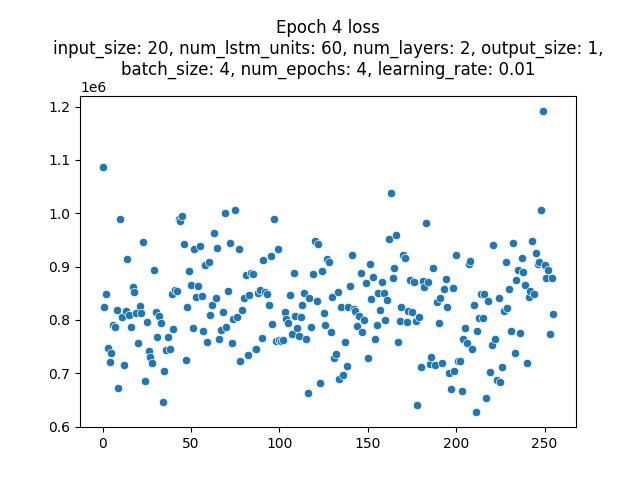 Epoch 4 loss
input_size: 20, num_lstm_units: 60, num_layers: 2, output_size: 1,
batch_size: 4, num_epochs: 4, learning_rate: 0.01
1e6
1.2
1.1
1.0
0.9
0.8
0.7
0.6
0 50 100 150 200 250